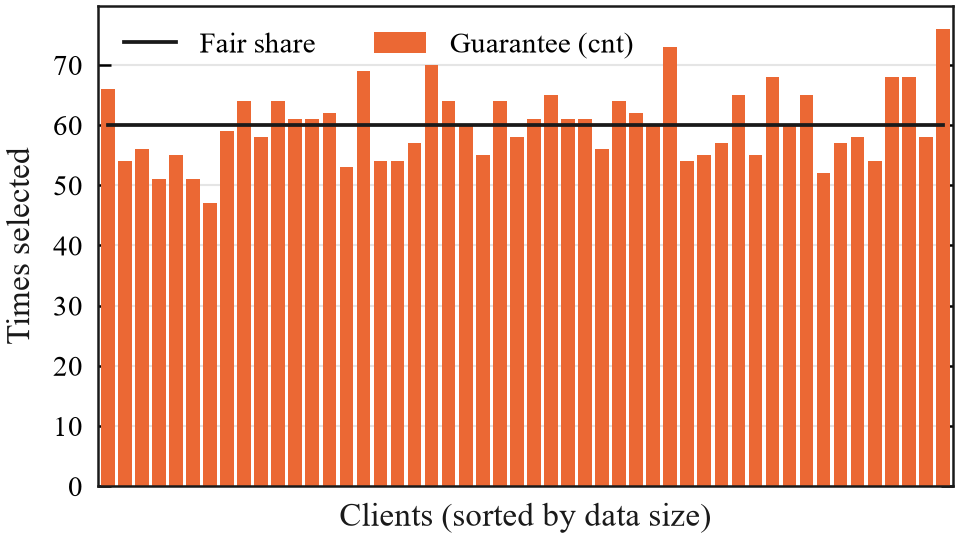 Fair share
Guarantee (cnt)
70
60
50
40
30
20
10
0
Times selected
Clients (sorted by data size)